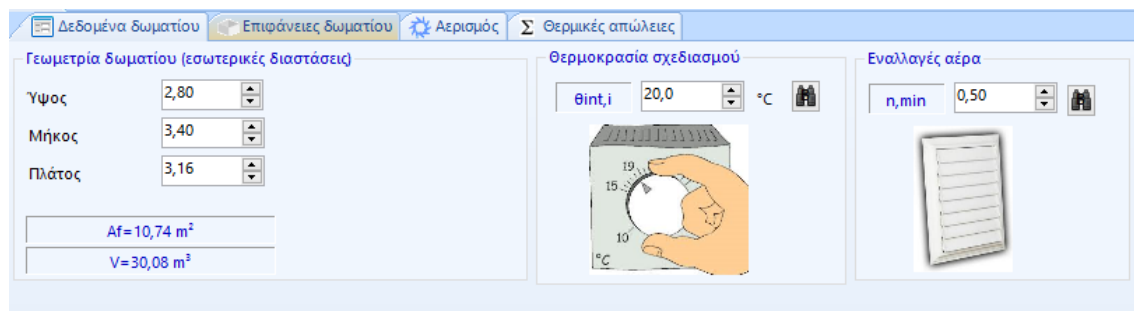 Δεδομένα δωματίου Επιφάνειες δωματίου Αερισμός Σ Θερμικές απώλειες
Γεωμετρία δωματίου (εσωτερικές διαστάσεις)
Ύψος 2,80
Μήκος 3,40
Πλάτος 3,16
Af=10,74 m²
V=30,08 m³
Θερμοκρασία σχεδιασμού
θint,i 20,0 °C
19
15
10
°C
Εναλλαγές αέρα
n,min 0,50